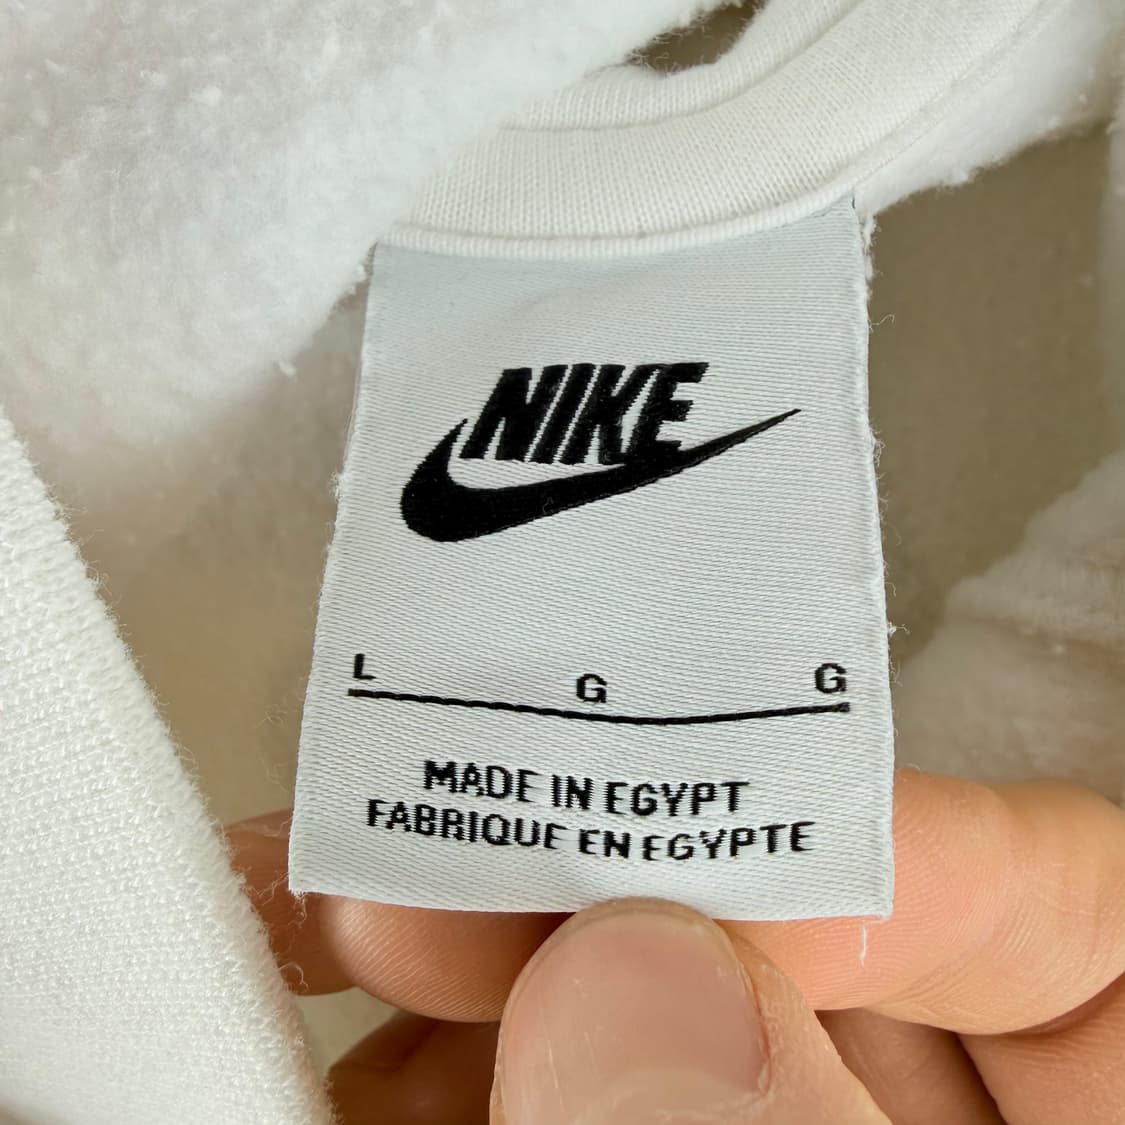 NIKE
L G G
MADE IN EGYPT
FABRIQUE EN EGYPTE